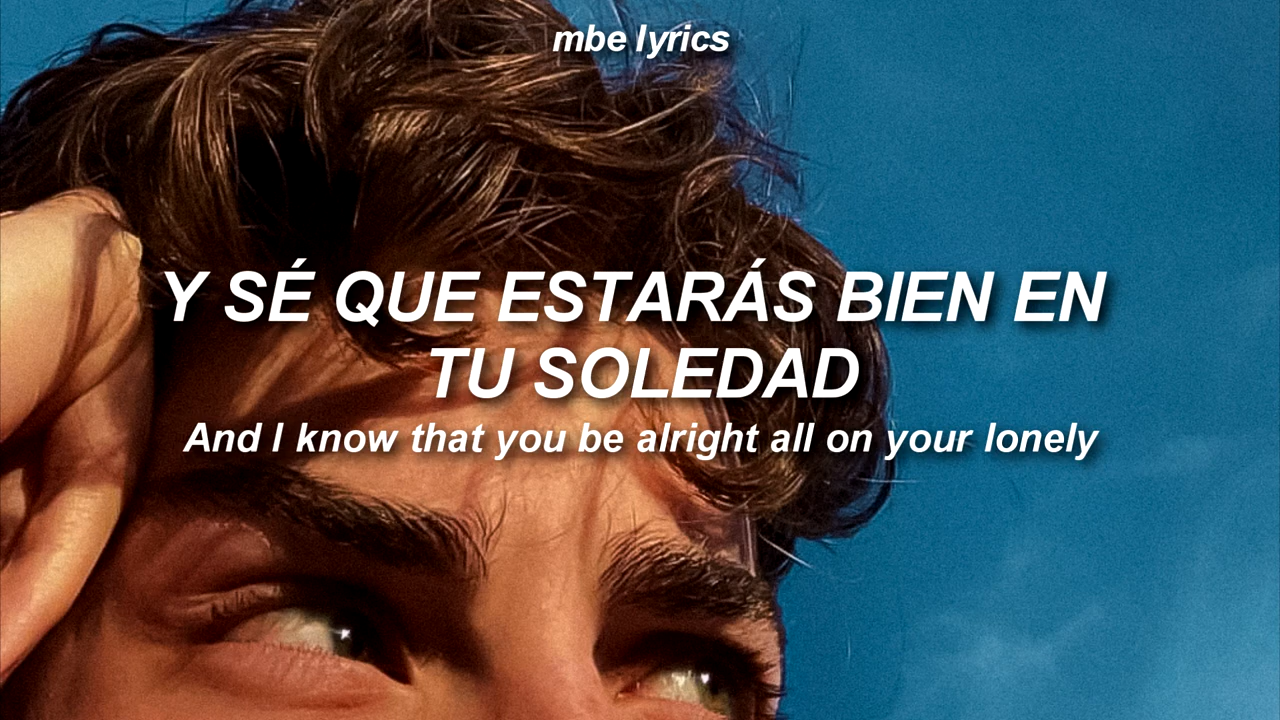 mbe lyrics
Y SÉ QUE ESTARÁS BIEN EN
TU SOLEDAD
And I know that you be alright all on your lonely